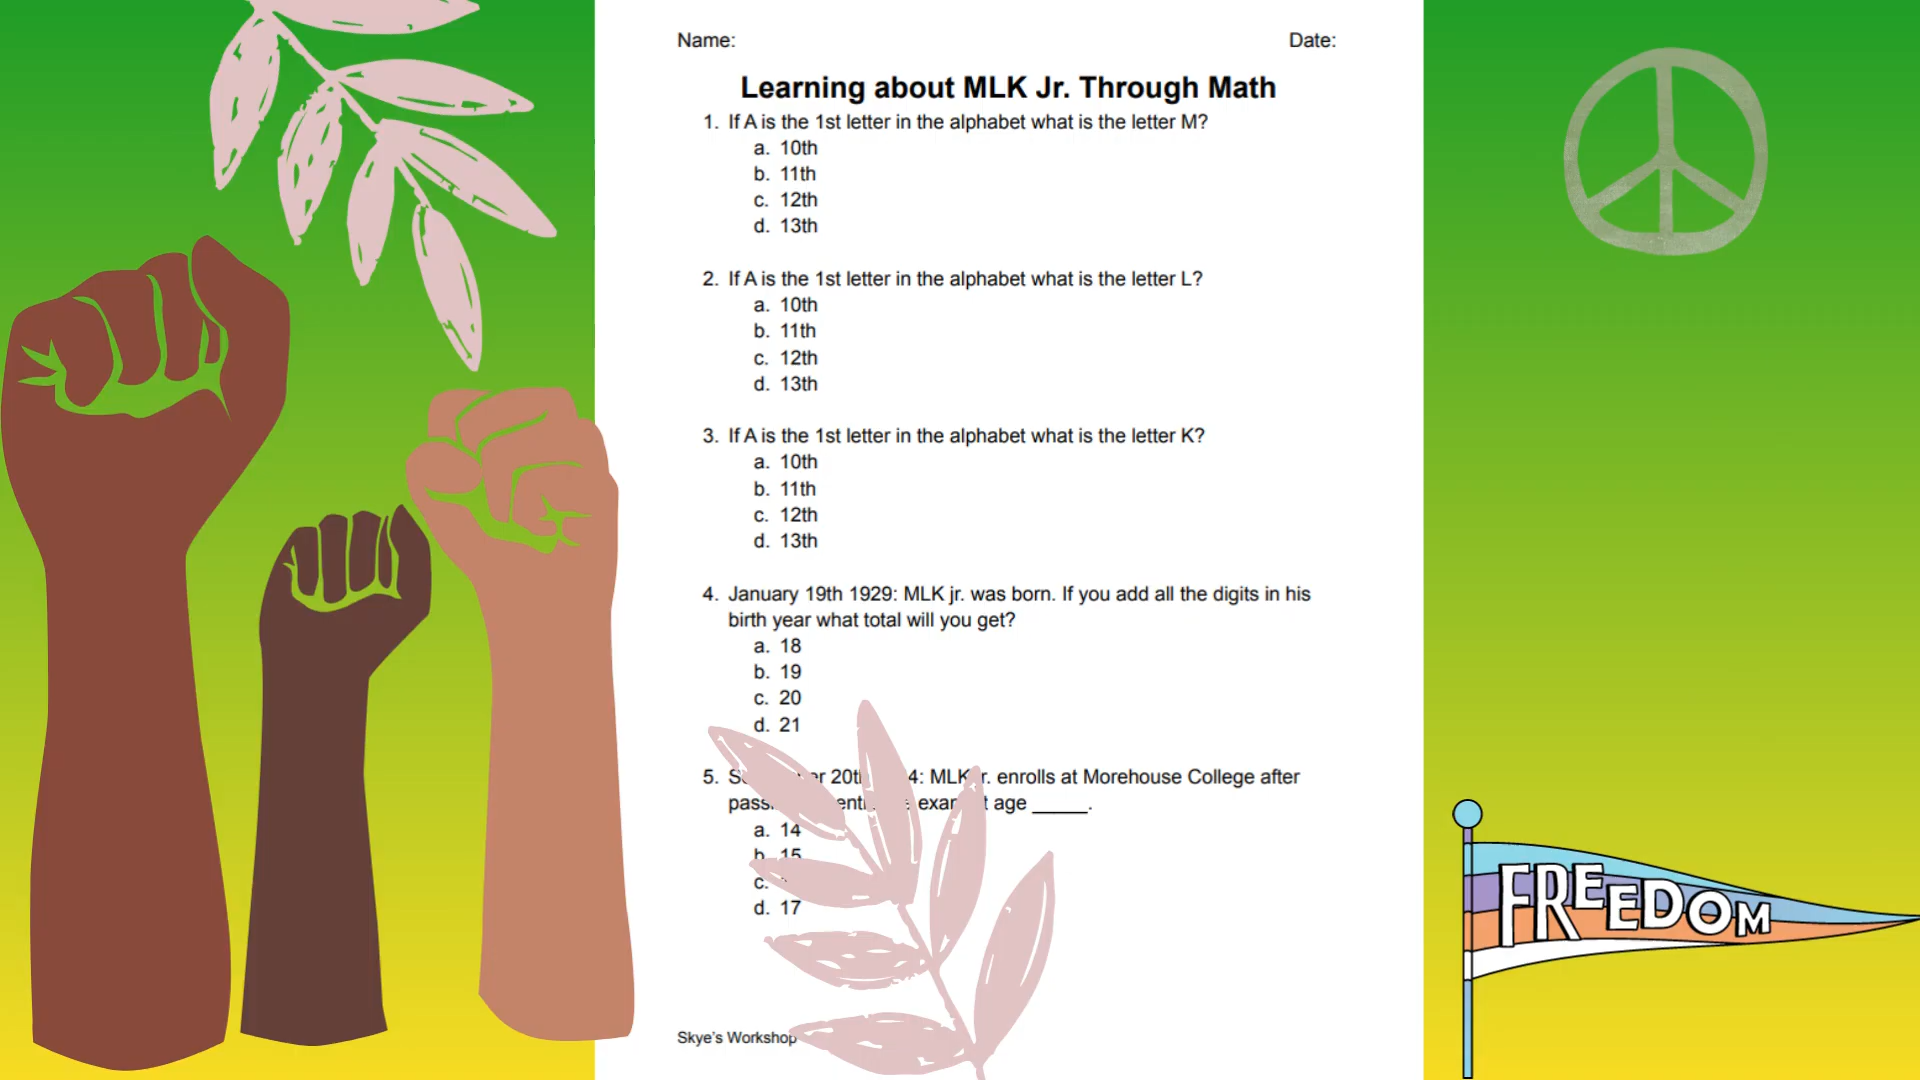 Name: Date:
Learning about MLK Jr. Through Math
1. If A is the 1st letter in the alphabet what is the letter M?
a. 10th
b. 11th
c. 12th
d. 13th
2. If A is the 1st letter in the alphabet what is the letter L?
a. 10th
b. 11th
c. 12th
d. 13th
3. If A is the 1st letter in the alphabet what is the letter K?
a. 10th
b. 11th
c. 12th
d. 13th
4. January 19th 1929: MLK jr. was born. If you add all the digits in his
birth year what total will you get?
a. 18
b. 19
c. 20
d. 21
5. 20th MLK jr. enrolls at Morehouse College after
age _____.
a. 14
b. 15
c.
d. 17
Skye's Workshop
FREEDOM